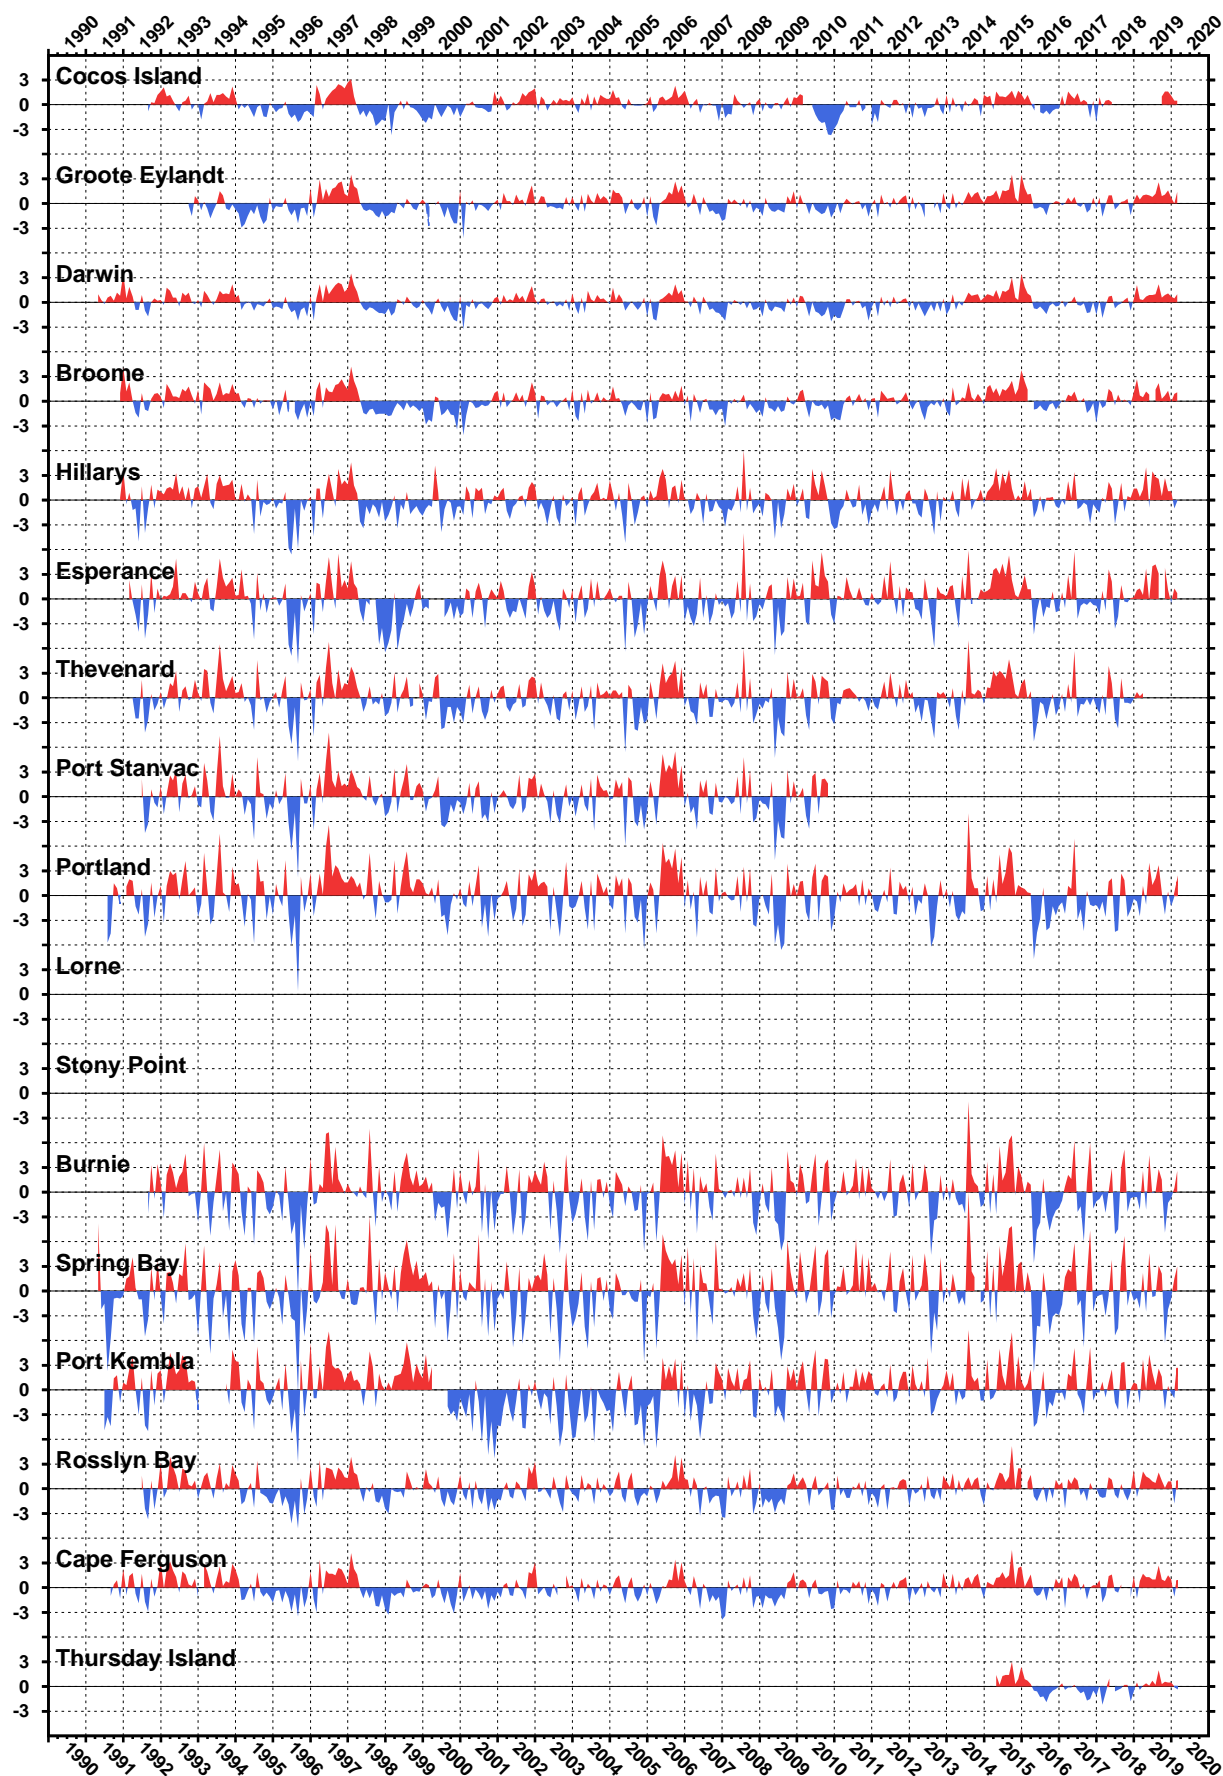 1990 1991 1992 1993 1994 1995 1996 1997 1998 1999 2000 2001 2002 2003 2004 2005 2006 2007 2008 2009 2010 2011 2012 2013 2014 2015 2016 2017 2018 2019 2020
Cocos Island
3
0
-3
Groote Eylandt
3
0
-3
Darwin
3
0
-3
Broome
3
0
-3
Hillarys
3
0
-3
Esperance
3
0
-3
Thevenard
3
0
-3
Port Stanvac
3
0
-3
Portland
3
0
-3
Lorne
3
0
-3
Stony Point
3
0
-3
Burnie
3
0
-3
Spring Bay
3
0
-3
Port Kembla
3
0
-3
Rosslyn Bay
3
0
-3
Cape Ferguson
3
0
-3
Thursday Island
3
0
-3
1990 1991 1992 1993 1994 1995 1996 1997 1998 1999 2000 2001 2002 2003 2004 2005 2006 2007 2008 2009 2010 2011 2012 2013 2014 2015 2016 2017 2018 2019 2020